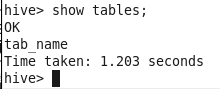 hive> show tables;
OK
tab_name
Time taken: 1.203 seconds
hive>